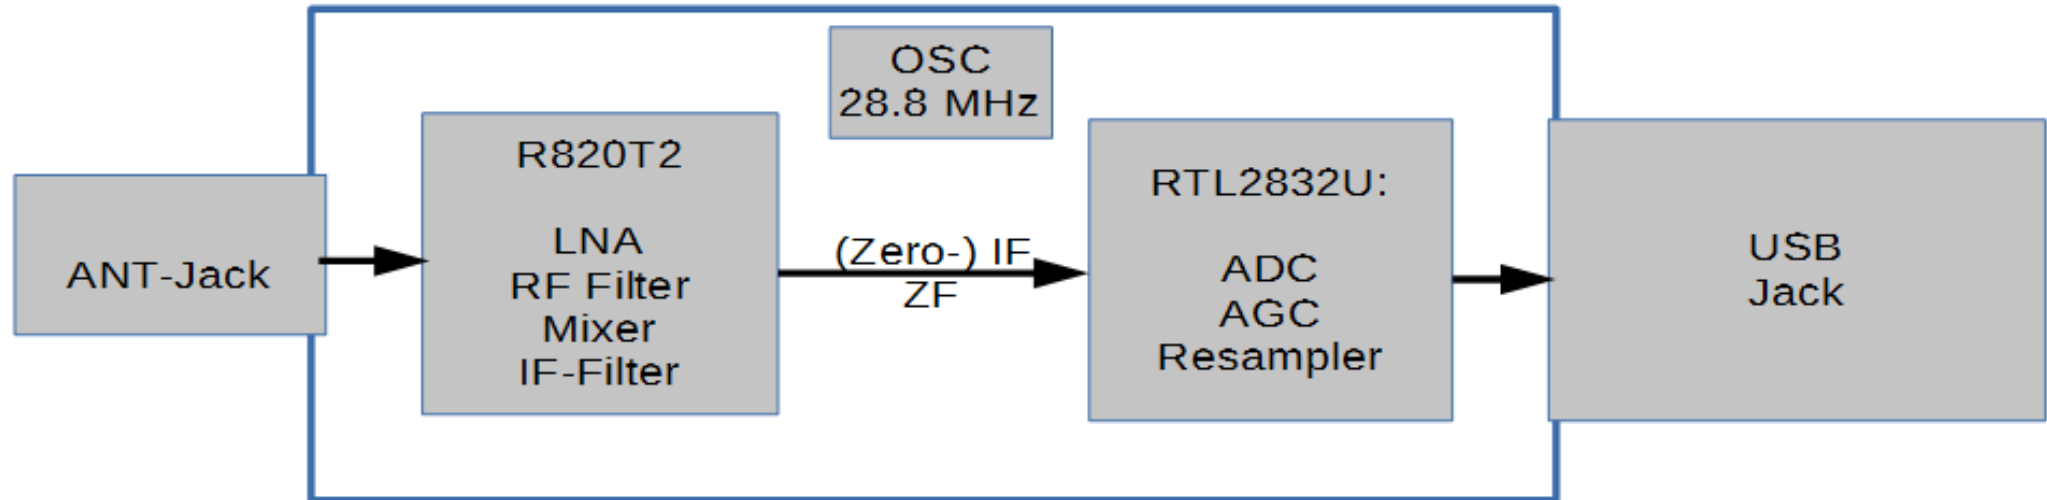 OSC
28.8 MHz
ANT-Jack
R820T2
LNA
RF Filter
Mixer
IF-Filter
(Zero-) IF
ZF
RTL2832U:
ADC
AGC
Resampler
USB
Jack